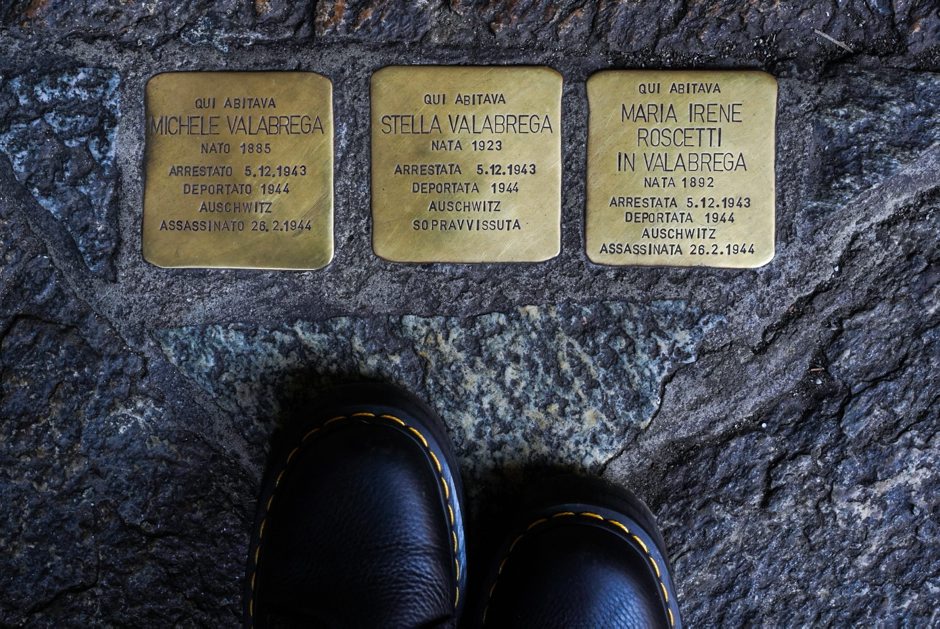 QUI ABITAVA
MICHELE VALABREGA
NATO 1885
ARRESTATO 5.12.1943
DEPORTATO 1944
AUSCHWITZ
ASSASSINATO 26.2.1944
QUI ABITAVA
STELLA VALABREGA
NATA 1923
ARRESTATA 5.12.1943
DEPORTATA 1944
AUSCHWITZ
SOPRAVVISSUTA
QUI ABITAVA
MARIA IRENE
ROSCETTI
IN VALABREGA
NATA 1892
ARRESTATA 5.12.1943
DEPORTATA 1944
AUSCHWITZ
ASSASSINATA 26.2.1944